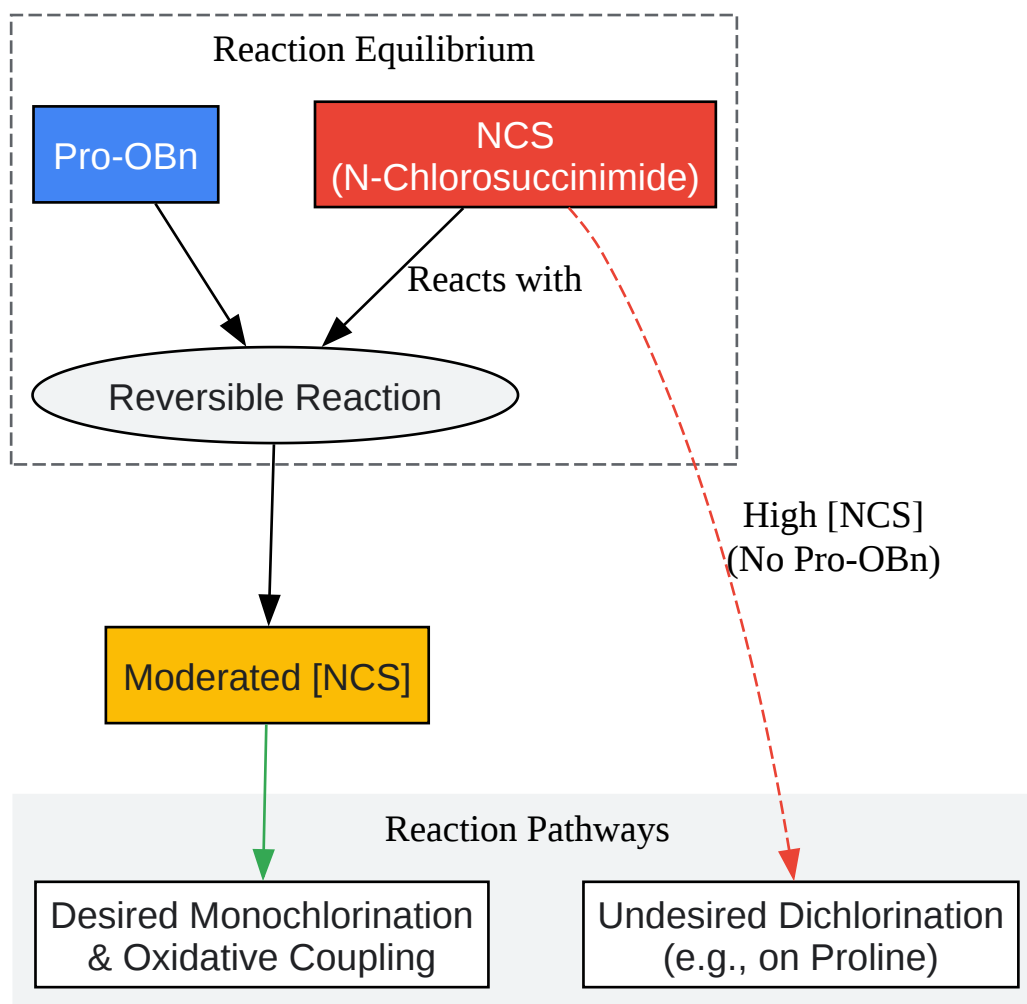 Reaction Equilibrium
Pro-OBn
NCS
(N-Chlorosuccinimide)
Reacts with
Reversible Reaction
High [NCS]
(No Pro-OBn)
Moderated [NCS]
Reaction Pathways
Desired Monochlorination
& Oxidative Coupling
Undesired Dichlorination
(e.g., on Proline)